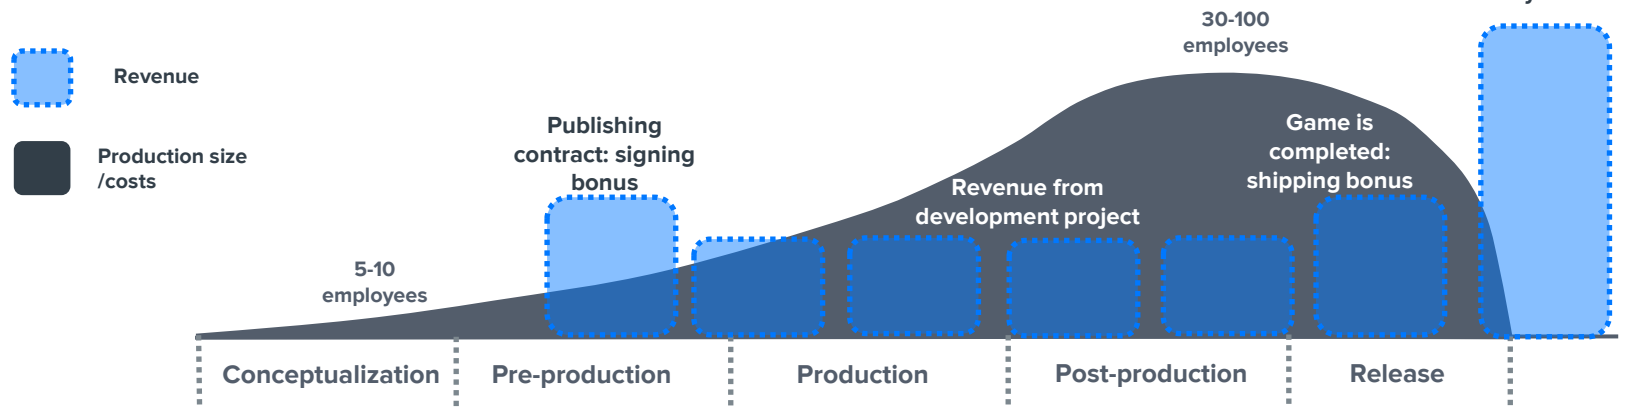 30-100
employees
Revenue
Production size
/costs
Publishing
contract: signing
bonus
Game is
completed:
shipping bonus
Revenue from
development project
5-10
employees
Conceptualization
Pre-production
Production
Post-production
Release